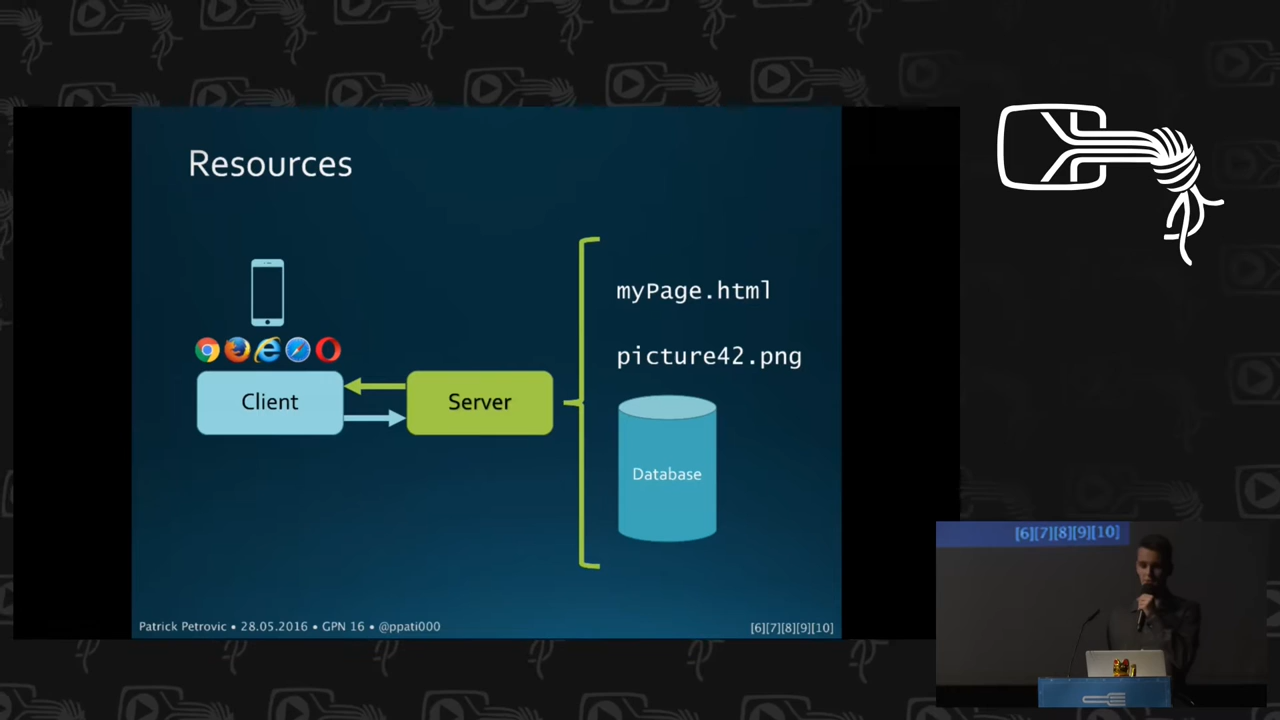 Resources
myPage.html
picture42.png
Client
Server
Database
Patrick Petrovic • 28.05.2016 • GPN 16 • @ppati000
[6][7][8][9][10]
[6][7][8][9][10]